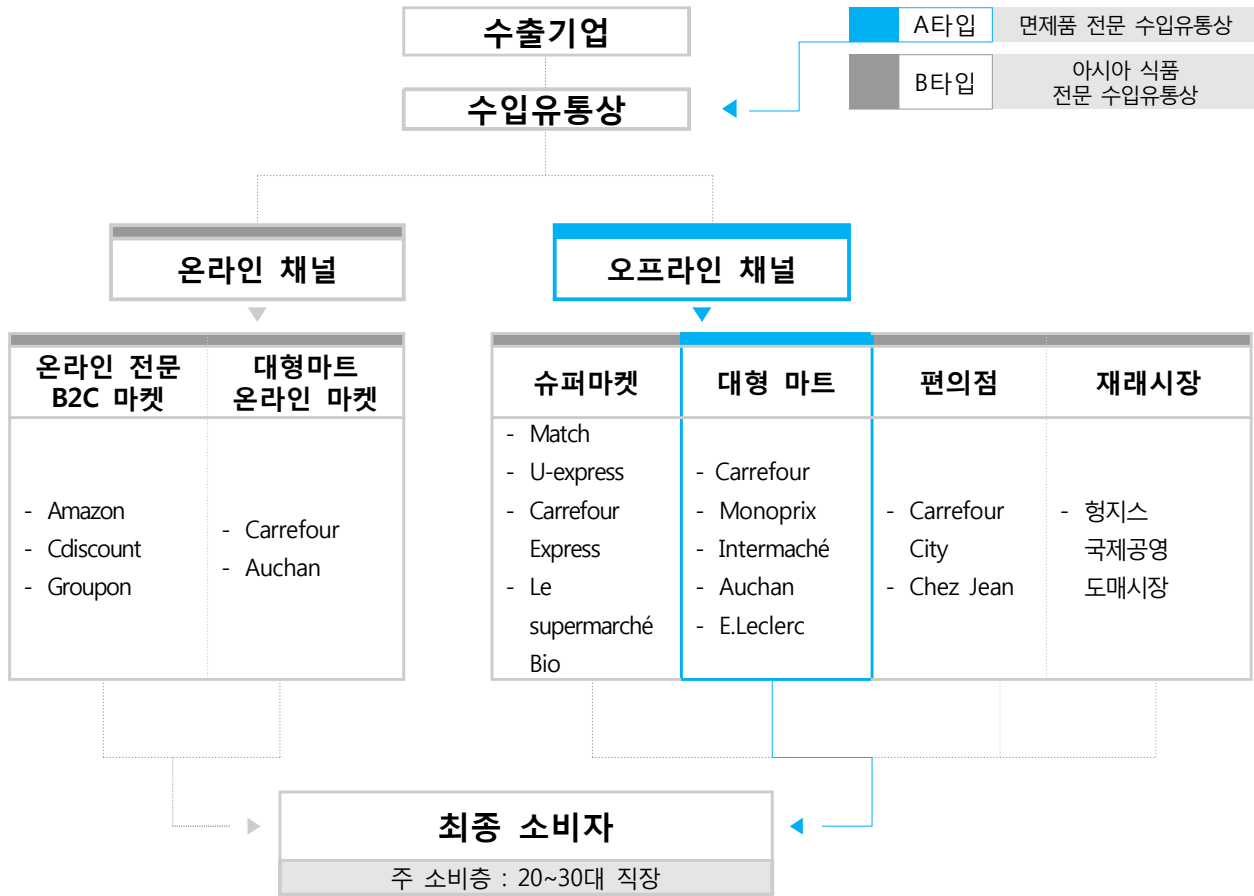 수출기업
A타입
면제품 전문 수입유통상
수입유통상
B타입
아시아 식품
전문 수입유통상
온라인 채널
오프라인 채널
온라인 전문
B2C 마켓
대형마트
온라인 마켓
슈퍼마켓
대형 마트
편의점
재래시장
- Amazon
- Cdiscount
- Groupon
- Carrefour
- Auchan
- Match
- U-express
- Carrefour
Express
- Le
supermarché
Bio
- Carrefour
- Monoprix
- Intermaché
- Auchan
- E.Leclerc
- Carrefour
City
- Chez Jean
- 헝지스
국제공영
도매시장
최종 소비자
주 소비층 : 20~30대 직장